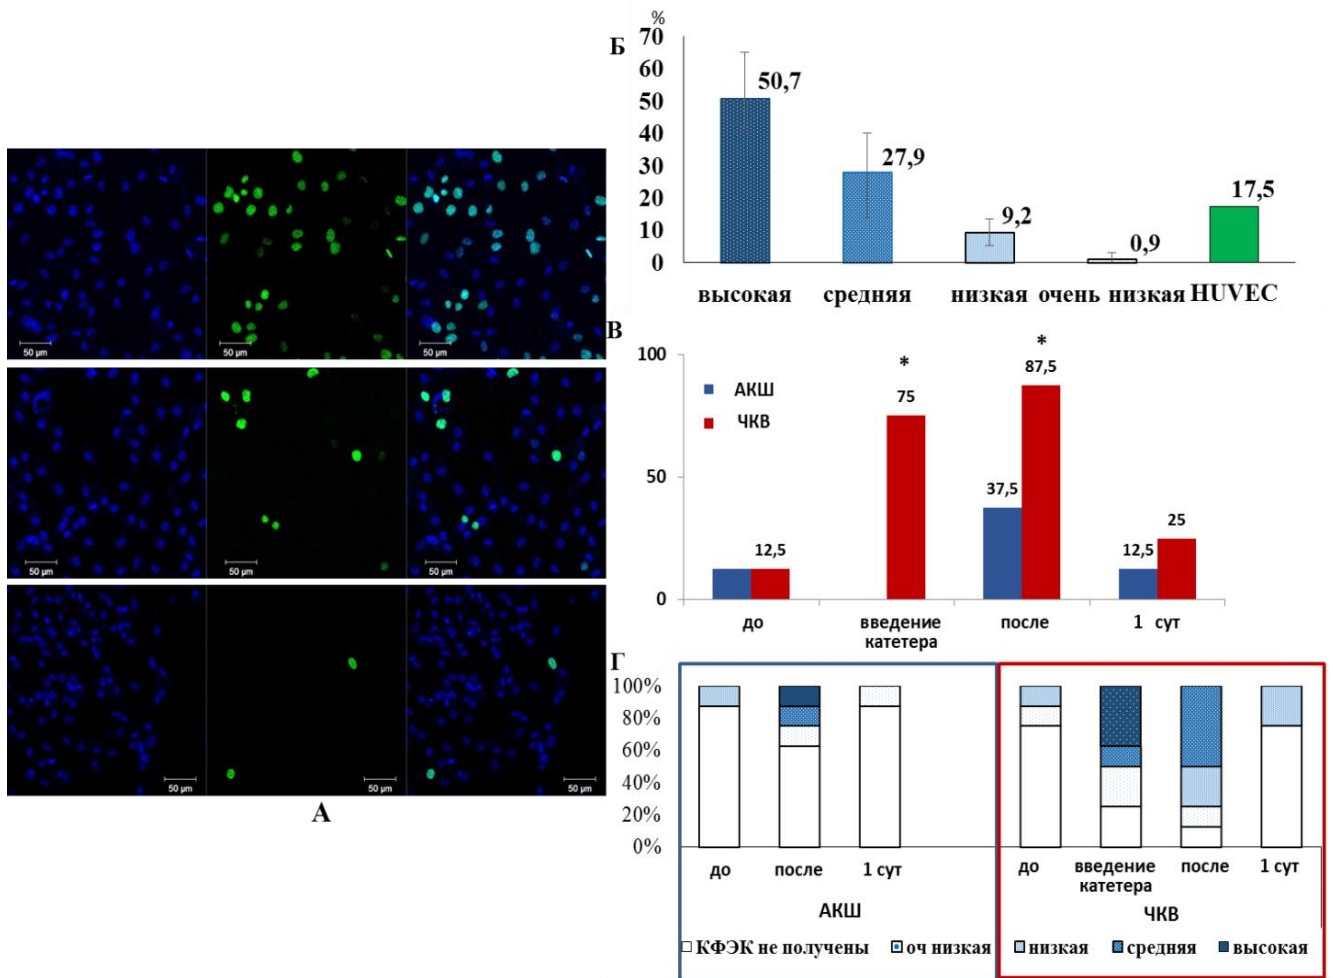 %
Б
70
60
50
40
30
20
10
0
50,7
27,9
9,2
0,9
17,5
высокая средняя низкая очень низкая HUVEC
50 µm 50 µm 50 µm
50 µm 50 µm 50 µm
50 µm 50 µm 50 µm
А
В
100
50
0
АКШ
ЧКВ
12,5
75
*
37,5
87,5
*
12,5
25
до введение после 1 сут
катетера
Г
100%
80%
60%
40%
20%
0%
до после 1 сут
АКШ
до введение после 1 сут
катетера
ЧКВ
КФЭК не получены оч низкая низкая средняя высокая